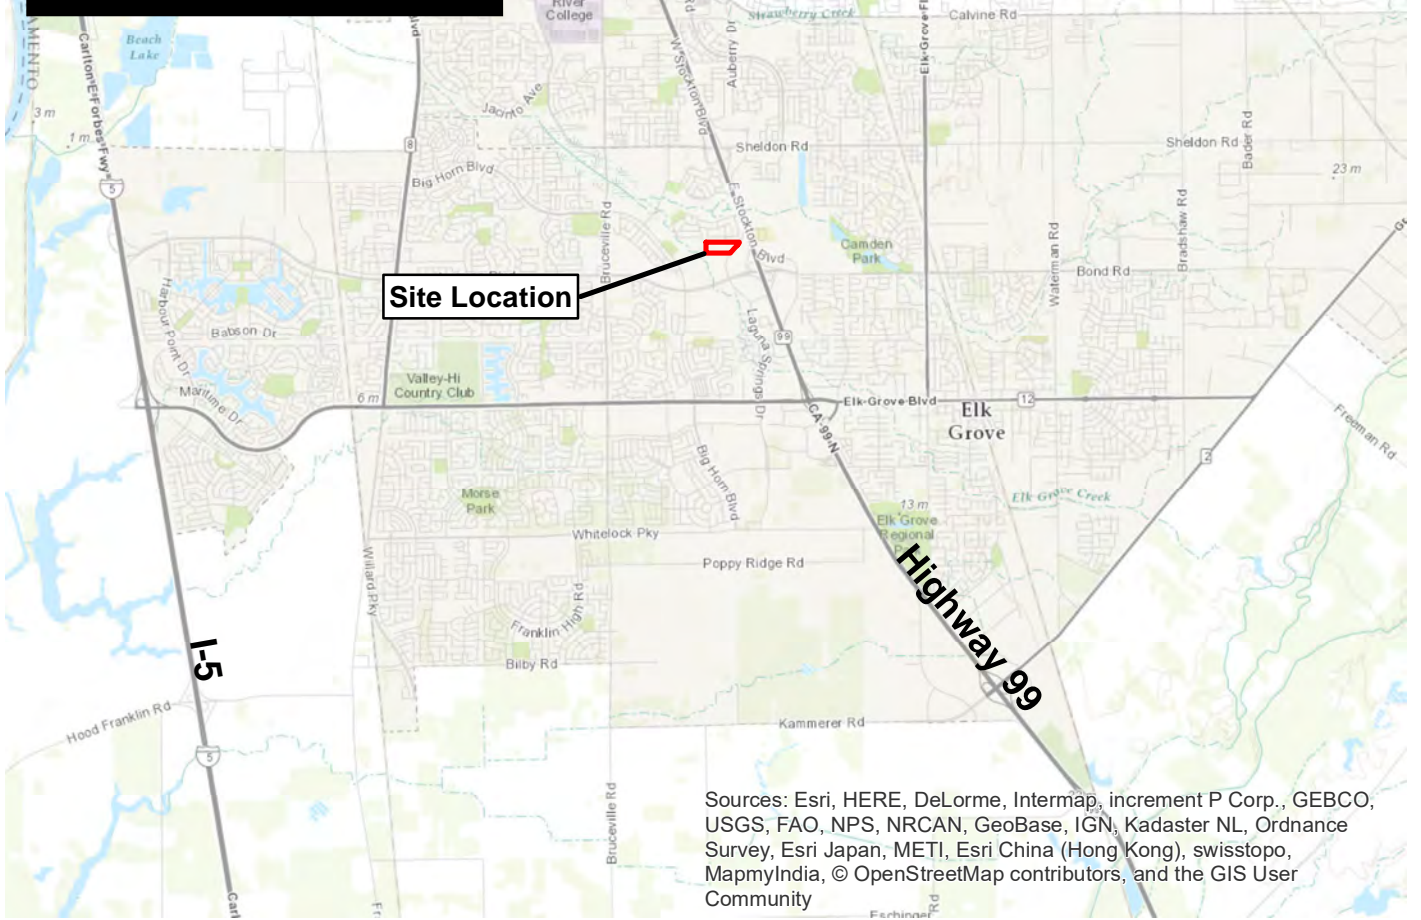 River
College
Strawberry Creek
Calvine Rd
Beach
Lake
Carlton E Forbes Fwy
W Stockton Blvd
Auberry Dr
Jacinto Ave
3 m
1 m
8
Sheldon Rd
Sheldon Rd
Bader Rd
23 m
Big Horn Blvd
5
E Stockton Blvd
Bruceville Rd
Camden
Park
Waterman Rd
Bradshaw Rd
Bond Rd
Site Location
Harbour Point Dr
Babson Dr
Laguna Springs Dr
99
Valley-Hi
Country Club
Maritime Dr
6 m
Elk Grove Blvd
12
Elk
Grove
CA-99-N
Freeman Rd
Big Horn Blvd
2
Morse
Park
Elk Grove Creek
13 m
Elk Grove
Regional
Whitelock Pky
Poppy Ridge Rd
Highway 99
Willard Pky
Franklin High Rd
I-5
Bilby Rd
Hood Franklin Rd
Kammerer Rd
5
Bruceville Rd
Sources: Esri, HERE, DeLorme, Intermap, increment P Corp., GEBCO,
USGS, FAO, NPS, NRCAN, GeoBase, IGN, Kadaster NL, Ordnance
Survey, Esri Japan, METI, Esri China (Hong Kong), swisstopo,
MapmyIndia, © OpenStreetMap contributors, and the GIS User
Community
Eschinger Rd